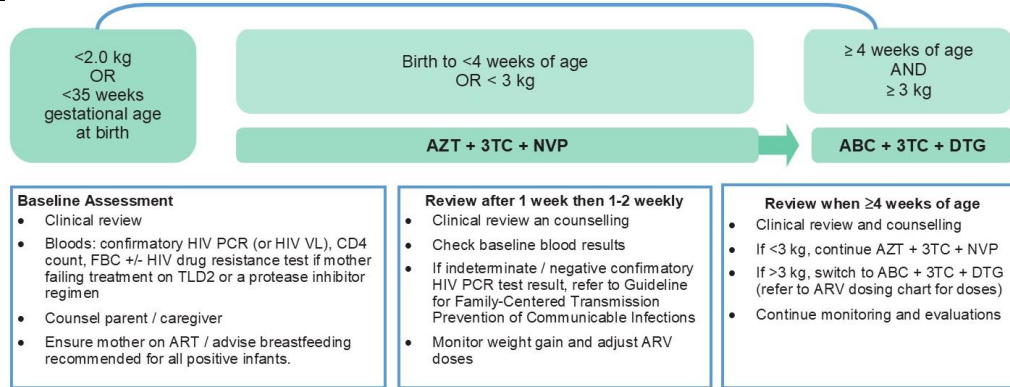 <2.0 kg
OR
<35 weeks
gestational age
at birth
Birth to <4 weeks of age
OR < 3 kg
≥ 4 weeks of age
AND
≥ 3 kg
AZT + 3TC + NVP
ABC + 3TC + DTG
Baseline Assessment
• Clinical review
• Bloods: confirmatory HIV PCR (or HIV VL), CD4
count, FBC +/- HIV drug resistance test if mother
failing treatment on TLD2 or a protease inhibitor
regimen
• Counsel parent / caregiver
• Ensure mother on ART / advise breastfeeding
recommended for all positive infants.
Review after 1 week then 1-2 weekly
• Clinical review an counselling
• Check baseline blood results
• If indeterminate / negative confirmatory
HIV PCR test result, refer to Guideline
for Family-Centered Transmission
Prevention of Communicable Infections
• Monitor weight gain and adjust ARV
doses
Review when ≥4 weeks of age
• Clinical review and counselling
• If <3 kg, continue AZT + 3TC + NVP
• If >3 kg, switch to ABC + 3TC + DTG
(refer to ARV dosing chart for doses)
• Continue monitoring and evaluations